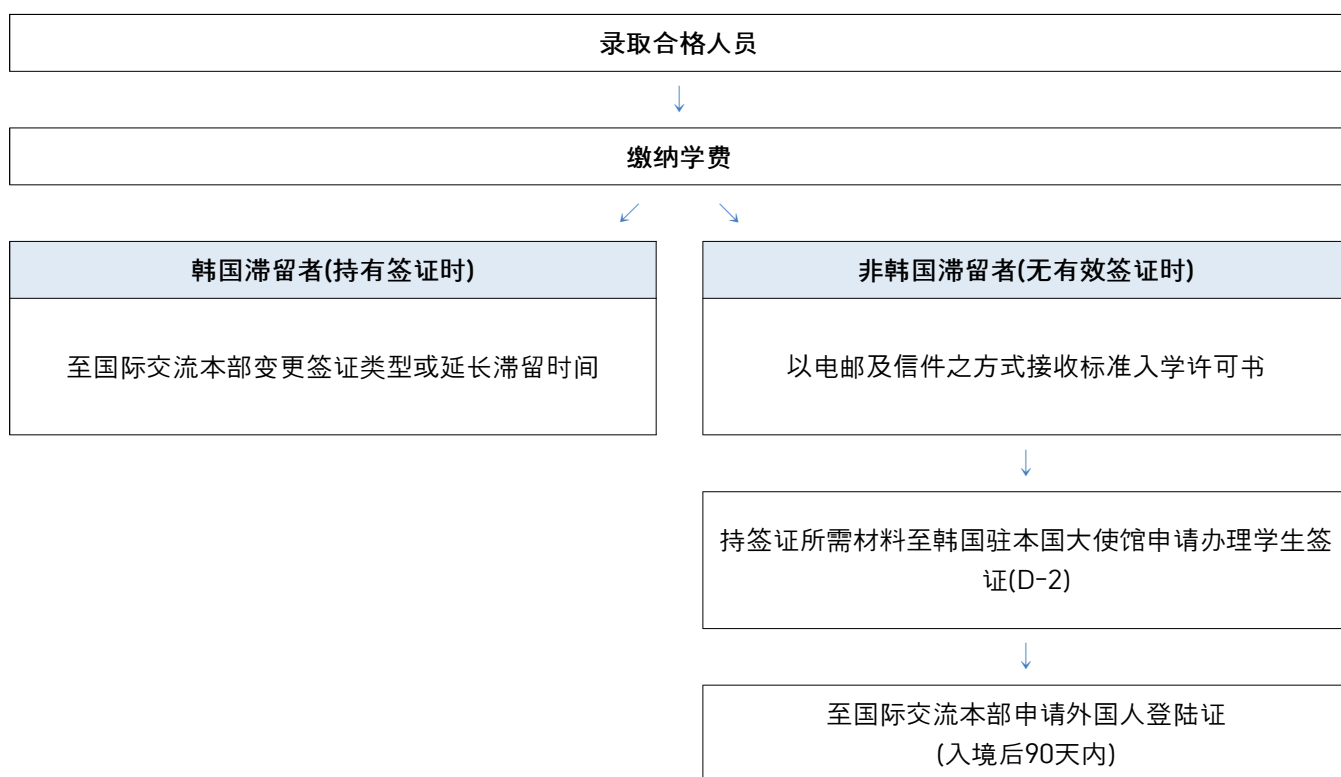 录取合格人员
缴纳学费
韩国滞留者(持有签证时)
至国际交流本部变更签证类型或延长滞留时间
非韩国滞留者(无有效签证时)
以电邮及信件之方式接收标准入学许可书
持签证所需材料至韩国驻本国大使馆申请办理学生签
证(D-2)
至国际交流本部申请外国人登陆证
(入境后90天内)